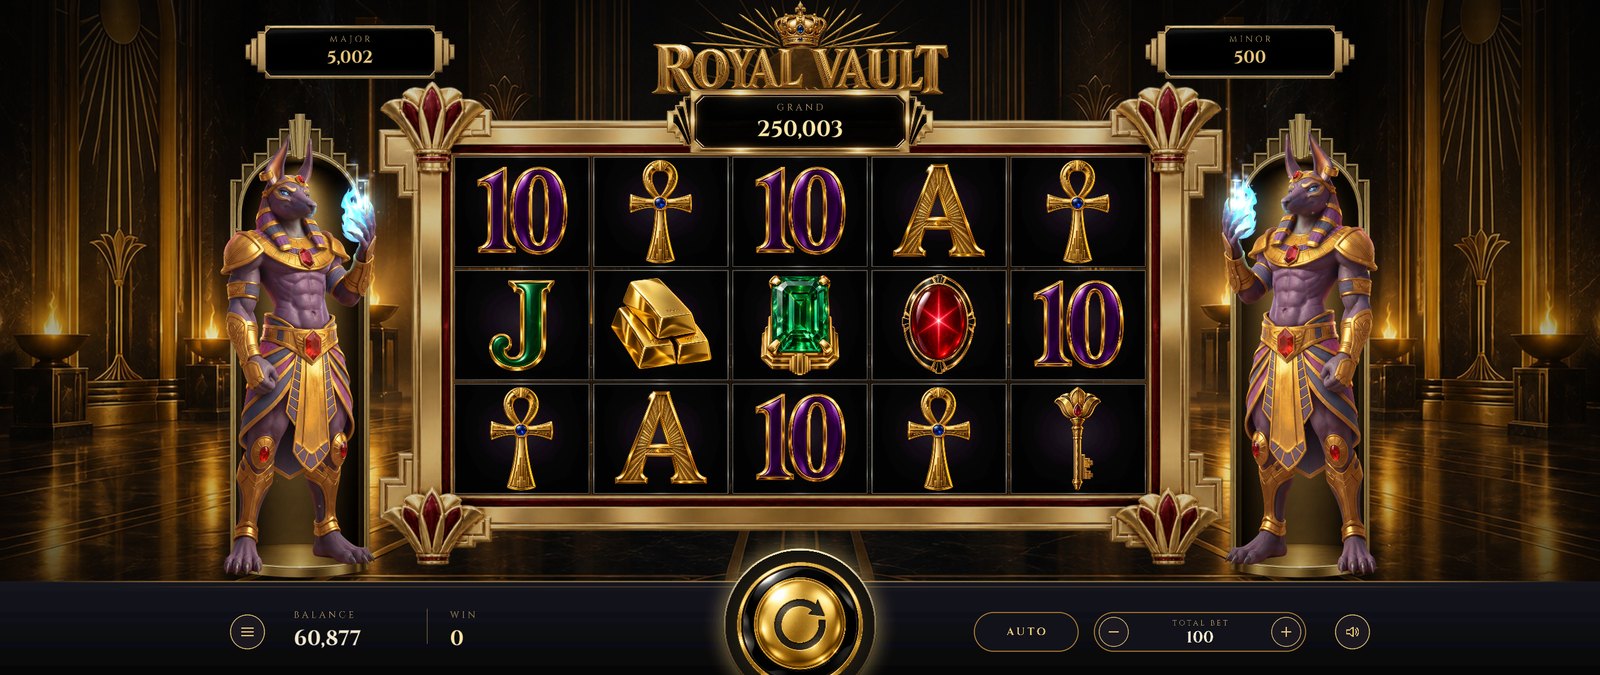 MAJOR
5,002
ROYAL VAULT
MINOR
500
GRAND
250,003
10
10
A
J
10
A
10
BALANCE
60,877
WIN
0
AUTO
TOTAL BET
100